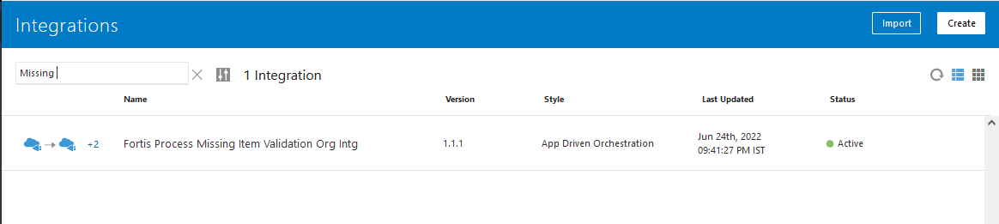 Integrations
Import
Create
Missing
1 Integration
Name Version Style Last Updated Status
+2 Fortis Process Missing Item Validation Org Intg 1.1.1 App Driven Orchestration Jun 24th, 2022 Active
09:41:27 PM IST